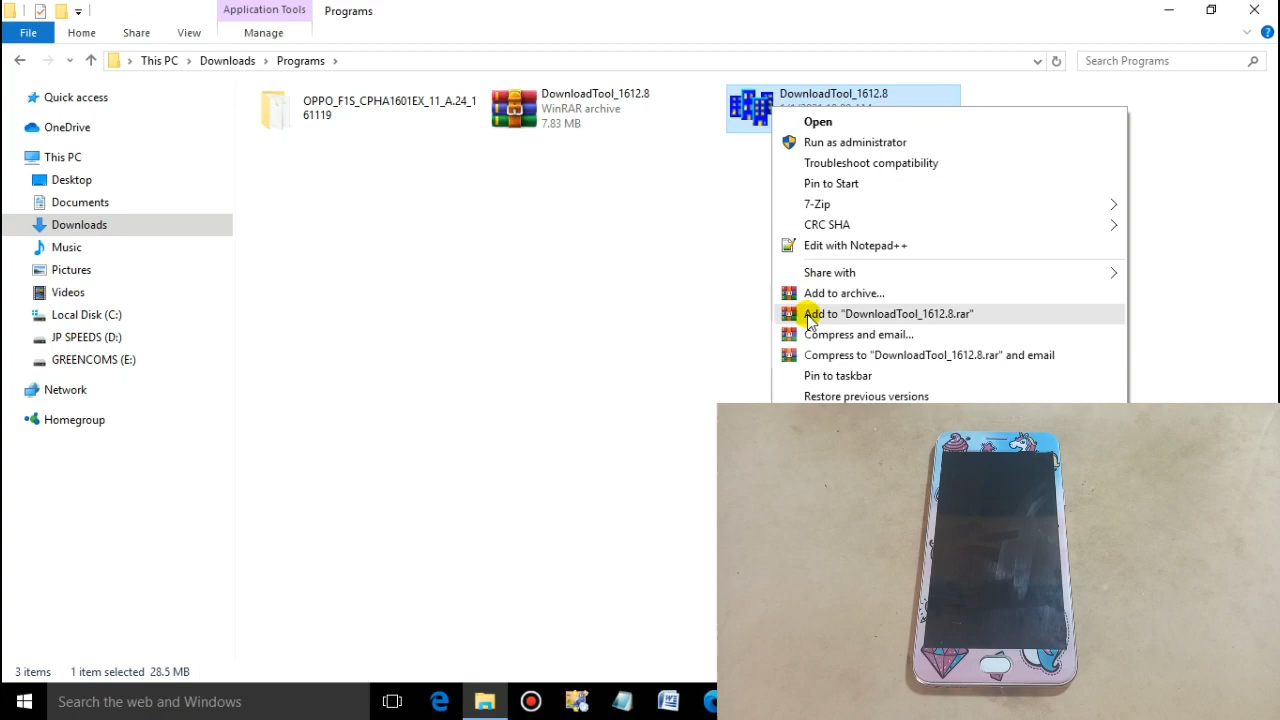 Application Tools
Programs
File
Home
Share
View
Manage
This PC
Downloads
Programs
Search Programs
Quick access
OneDrive
This PC
Desktop
Documents
Downloads
Music
Pictures
Videos
Local Disk (C:)
JP SPEEDS (D:)
GREENCOMS (E:)
Network
Homegroup
OPPO_F1S_CPHA1601EX_11_A.24_1
61119
DownloadTool_1612.8
WinRAR archive
7.83 MB
DownloadTool_1612.8
Open
Run as administrator
Troubleshoot compatibility
Pin to Start
7-Zip
CRC SHA
Edit with Notepad++
Share with
Add to archive...
Add to "DownloadTool_1612.8.rar"
Compress and email...
Compress to "DownloadTool_1612.8.rar" and email
Pin to taskbar
Restore previous versions
3 items
1 item selected 28.5 MB
Search the web and Windows